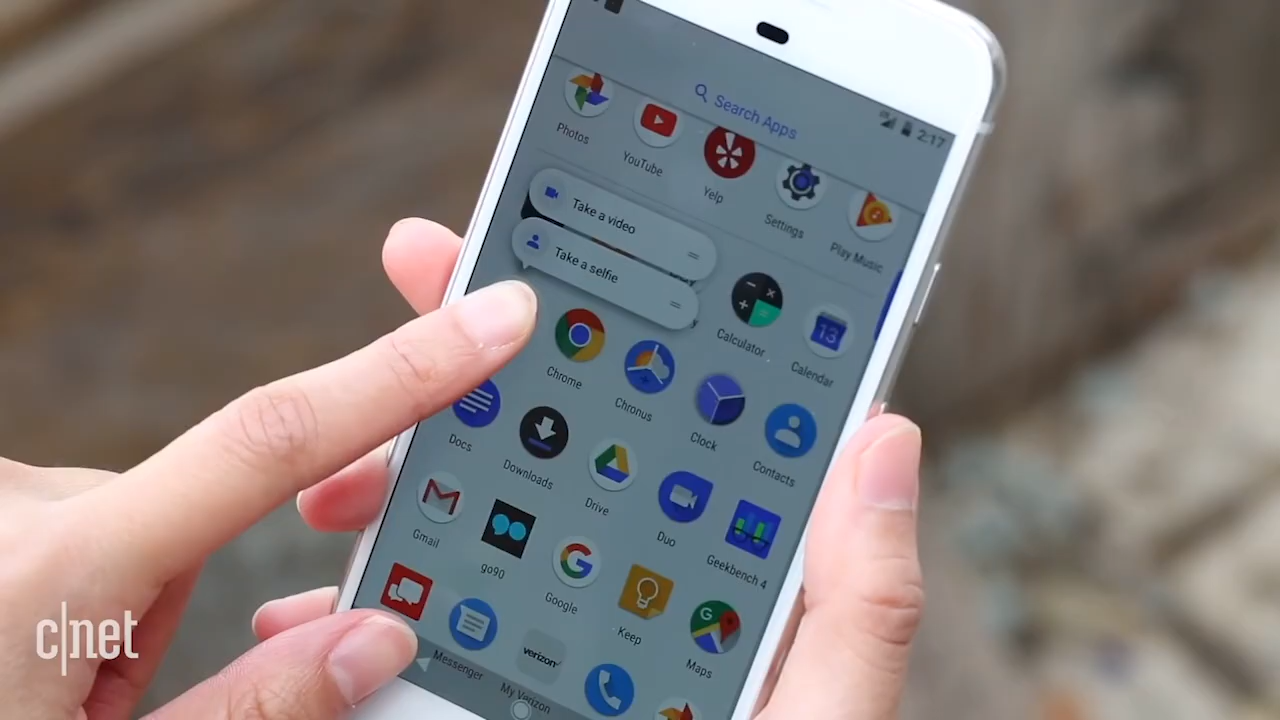 Search Apps
2:17
Photos
YouTube
Yelp
Settings
Play Music
Take a video
Take a selfie
Calculator
13
Calendar
Chrome
Chronus
Clock
Contacts
Docs
Downloads
Drive
Duo
Geekbench 4
Gmail
go90
Google
Keep
Maps
Messenger
verizon
My Verizon
c|net